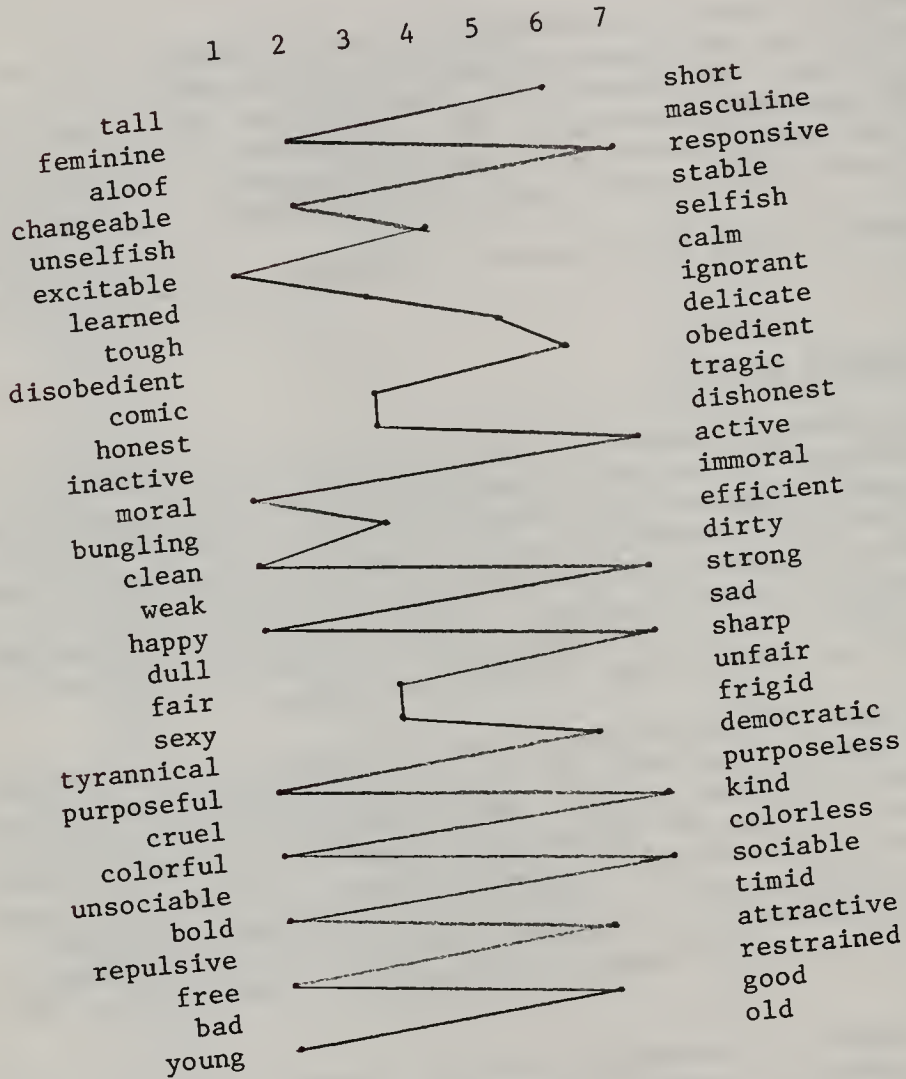 1 2 3 4 5 6 7
tall short
feminine masculine
aloof responsive
changeable stable
unselfish selfish
excitable calm
learned ignorant
tough delicate
disobedient obedient
comic tragic
honest dishonest
inactive active
moral immoral
bungling efficient
clean dirty
weak strong
happy sad
dull sharp
fair unfair
sexy frigid
tyrannical democratic
purposeful purposeless
cruel kind
colorful colorless
unsociable sociable
bold timid
repulsive attractive
free restrained
bad good
young old